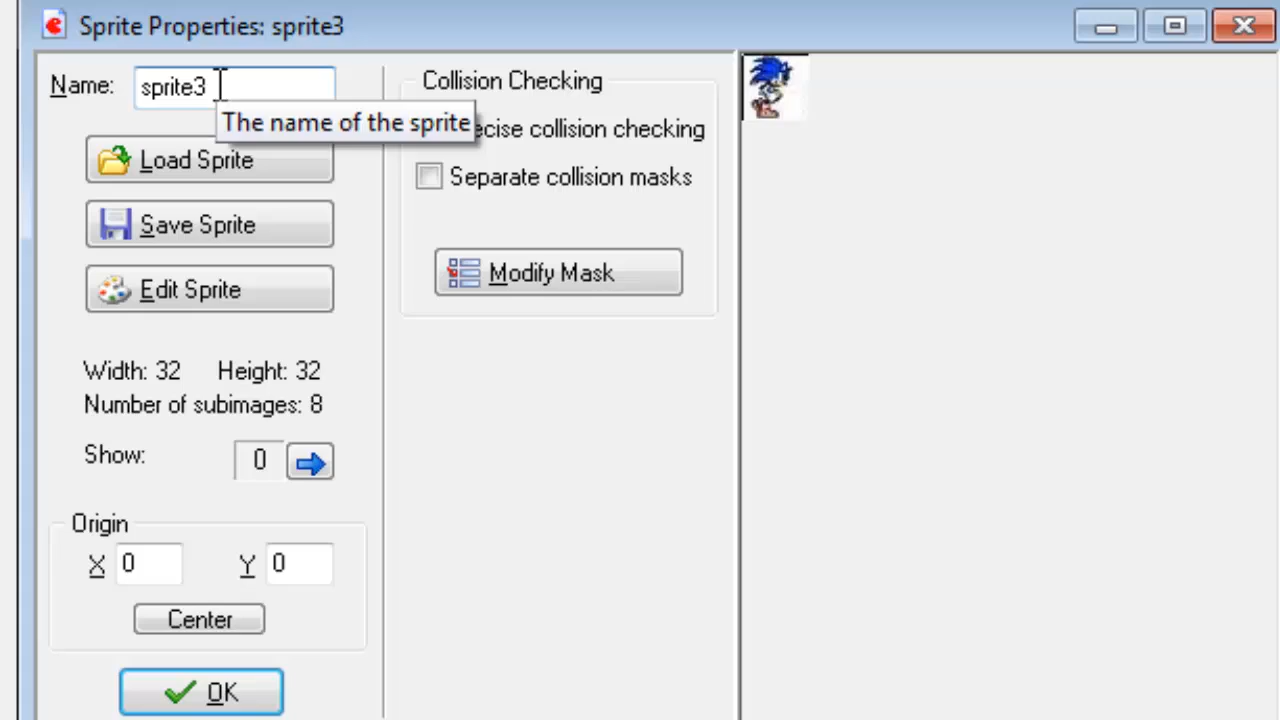 Sprite Properties: sprite3
Name: sprite3
The name of the sprite
Load Sprite
Save Sprite
Edit Sprite
Width: 32 Height: 32
Number of subimages: 8
Show: 0
Origin
X 0 Y 0
Center
OK
Collision Checking
collision checking
Separate collision masks
Modify Mask